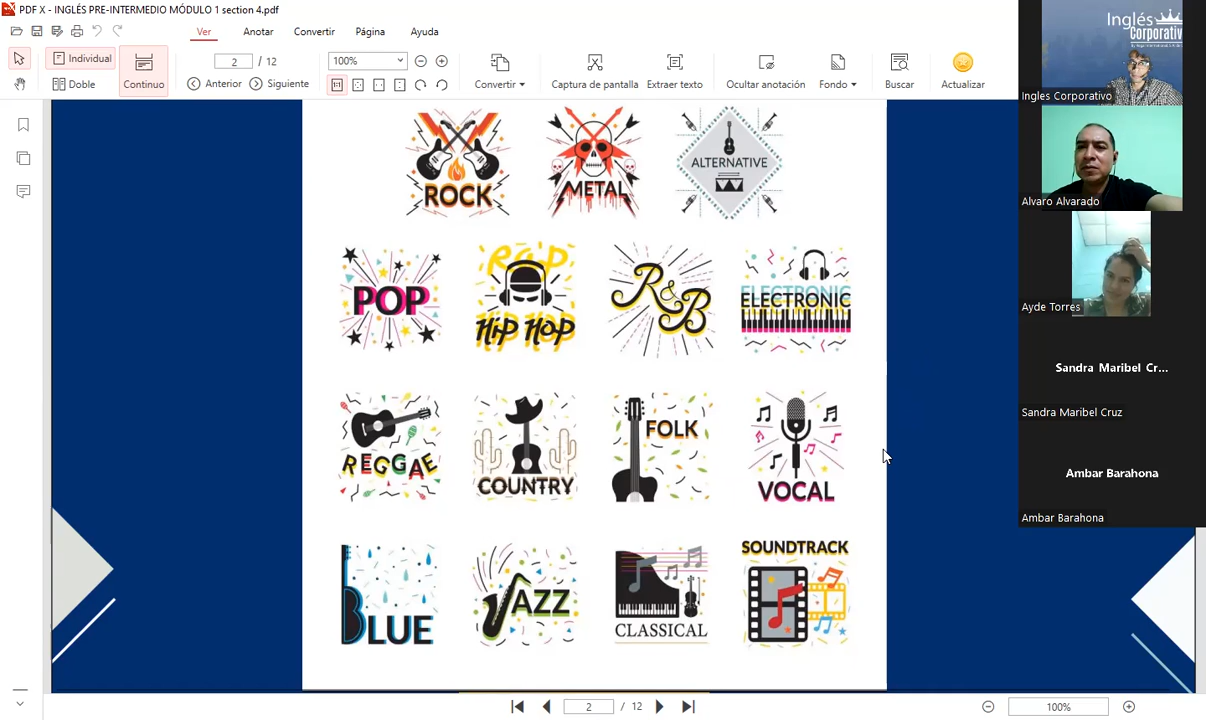 PDF X - INGLÉS PRE-INTERMEDIO MÓDULO 1 section 4.pdf
Ver
Anotar
Convertir
Página
Ayuda
Individual
Doble
Continuo
2 / 12
Anterior
Siguiente
100%
Convertir
Captura de pantalla
Extraer texto
Ocultar anotación
Fondo
Buscar
Actualizar
ROCK
METAL
ALTERNATIVE
POP
RAP
HIP HOP
R&B
ELECTRONIC
REGGAE
COUNTRY
FOLK
VOCAL
BLUE
JAZZ
CLASSICAL
SOUNDTRACK
Inglés
Corporativ
Ingles Corporativo
Alvaro Alvarado
Ayde Torres
Sandra Maribel Cr...
Sandra Maribel Cruz
Ambar Barahona
Ambar Barahona
2 / 12
100%